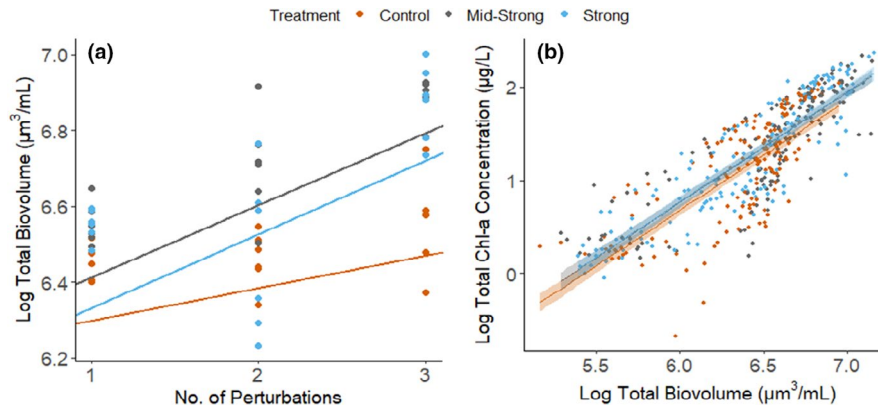 Treatment Control Mid-Strong Strong
(a)
Log Total Biovolume (µm³/mL)
7.0
6.8
6.6
6.4
6.2
1 2 3
No. of Perturbations
(b)
Log Total Chl-a Concentration (µg/L)
2
1
0
5.5 6.0 6.5 7.0
Log Total Biovolume (µm³/mL)